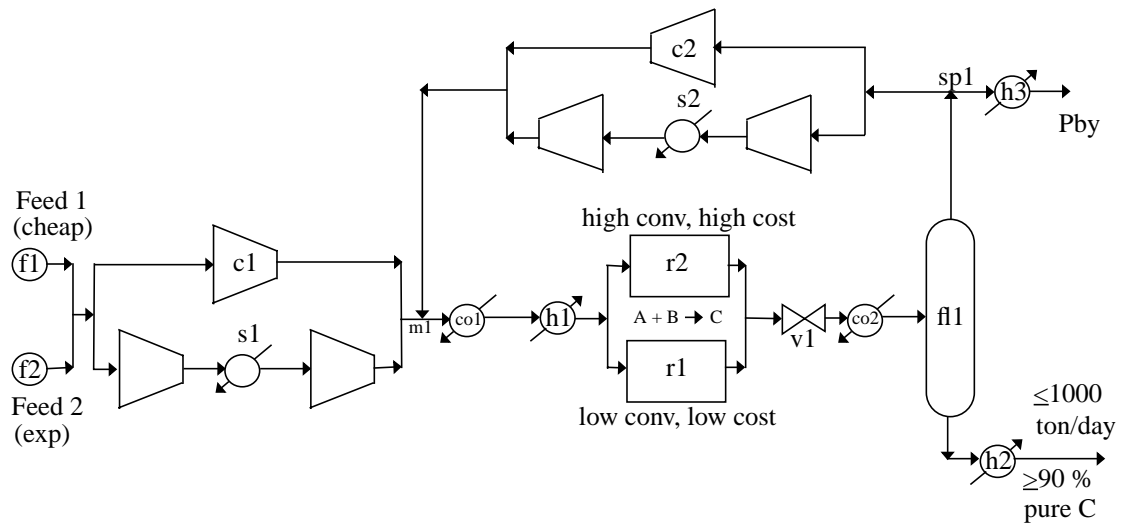 c2
sp1
h3
s2
Pby
Feed 1
(cheap)
f1
c1
high conv, high cost
r2
A + B → C
m1
co1
h1
v1
co2
fl1
s1
f2
Feed 2
(exp)
r1
low conv, low cost
≤1000
ton/day
h2
≥90 %
pure C